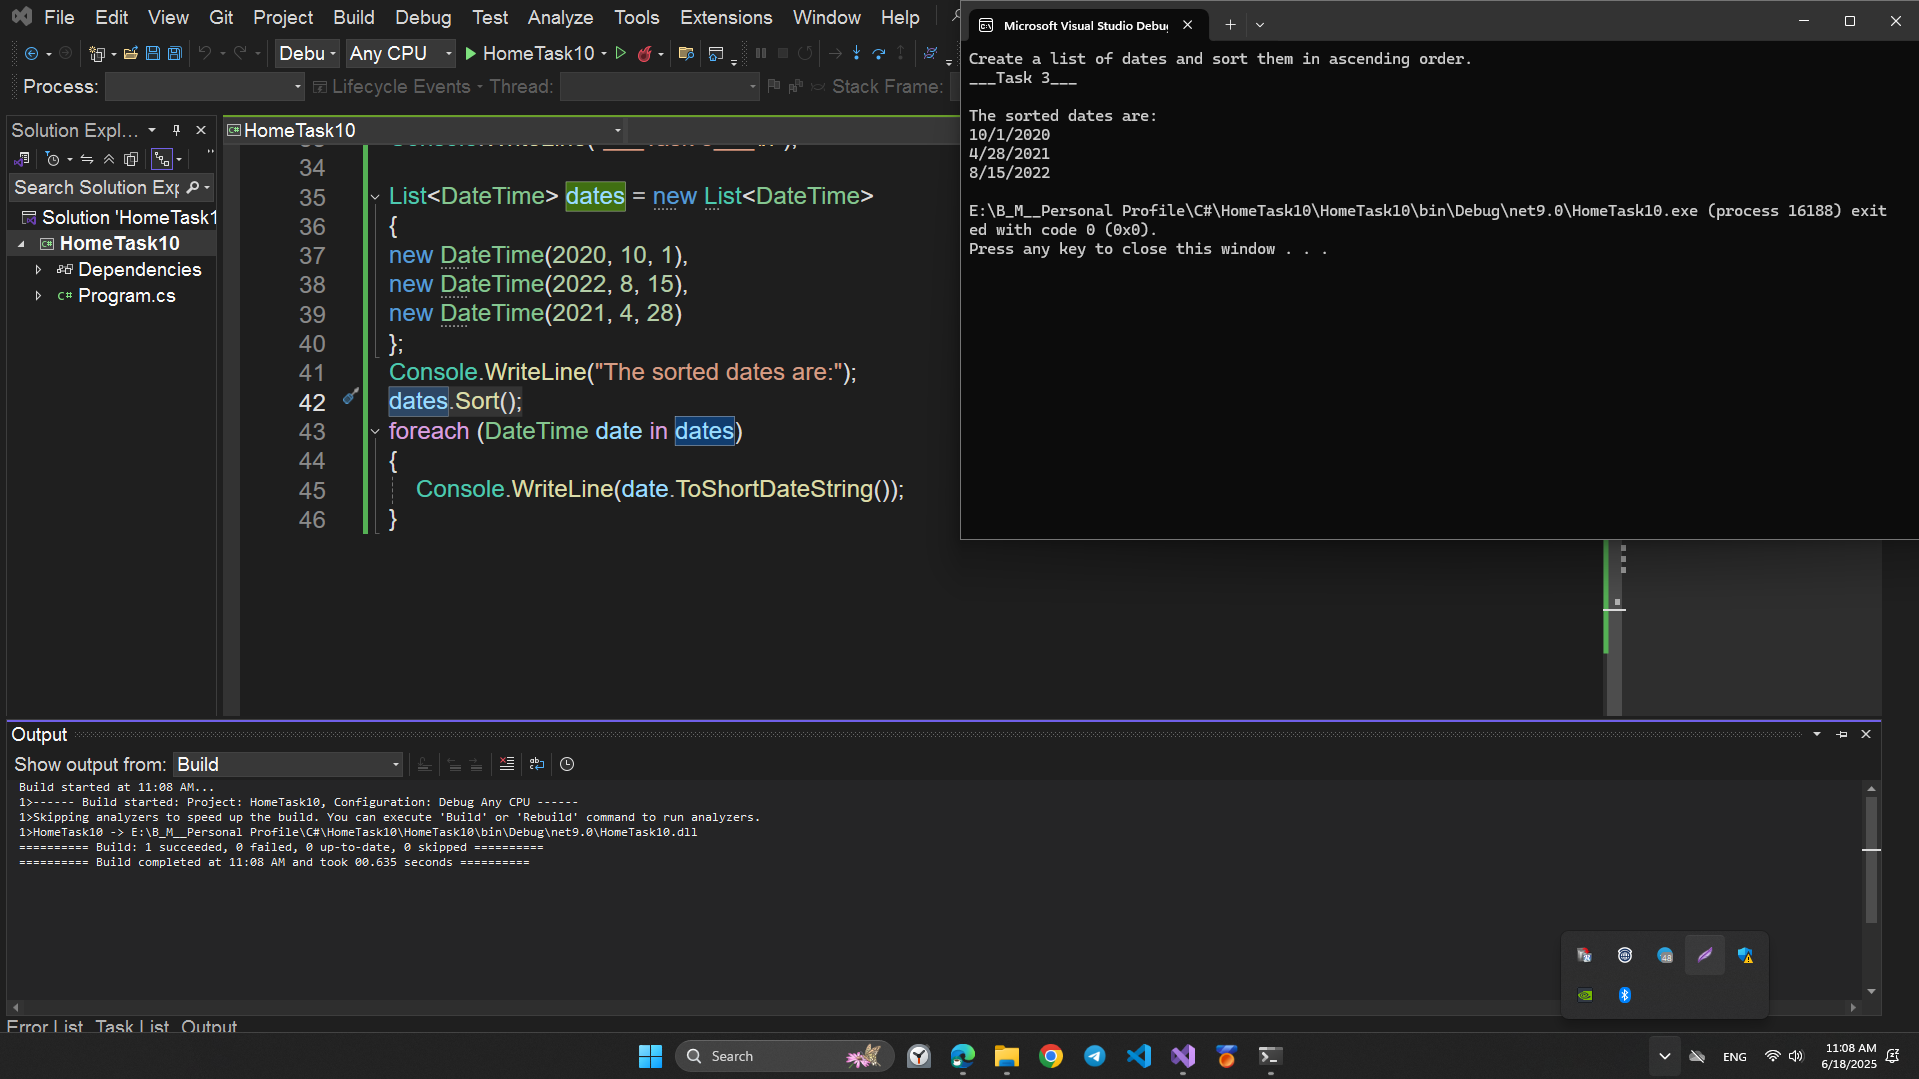 File Edit View Git Project Build Debug Test Analyze Tools Extensions Window Help
Debu Any CPU HomeTask10
Process: Lifecycle Events Thread: Stack Frame:
Solution Expl...
Search Solution Exp
Solution 'HomeTask1
HomeTask10
Dependencies
Program.cs
HomeTask10
34
35 List<DateTime> dates = new List<DateTime>
36 {
37 new DateTime(2020, 10, 1),
38 new DateTime(2022, 8, 15),
39 new DateTime(2021, 4, 28)
40 };
41 Console.WriteLine("The sorted dates are:");
42 dates.Sort();
43 foreach (DateTime date in dates)
44 {
45 Console.WriteLine(date.ToShortDateString());
46 }
Microsoft Visual Studio Debug
Create a list of dates and sort them in ascending order.
___Task 3___
The sorted dates are:
10/1/2020
4/28/2021
8/15/2022
E:\B_M__Personal Profile\C#\HomeTask10\HomeTask10\bin\Debug\net9.0\HomeTask10.exe (process 16188) exit
ed with code 0 (0x0).
Press any key to close this window . . .
Output
Show output from: Build
Build started at 11:08 AM...
1>------ Build started: Project: HomeTask10, Configuration: Debug Any CPU ------
1>Skipping analyzers to speed up the build. You can execute 'Build' or 'Rebuild' command to run analyzers.
1>HomeTask10 -> E:\B_M__Personal Profile\C#\HomeTask10\HomeTask10\bin\Debug\net9.0\HomeTask10.dll
========== Build: 1 succeeded, 0 failed, 0 up-to-date, 0 skipped ==========
========== Build completed at 11:08 AM and took 00.635 seconds ==========
Error List Task List Output
48
Search
ENG
11:08 AM
6/18/2025